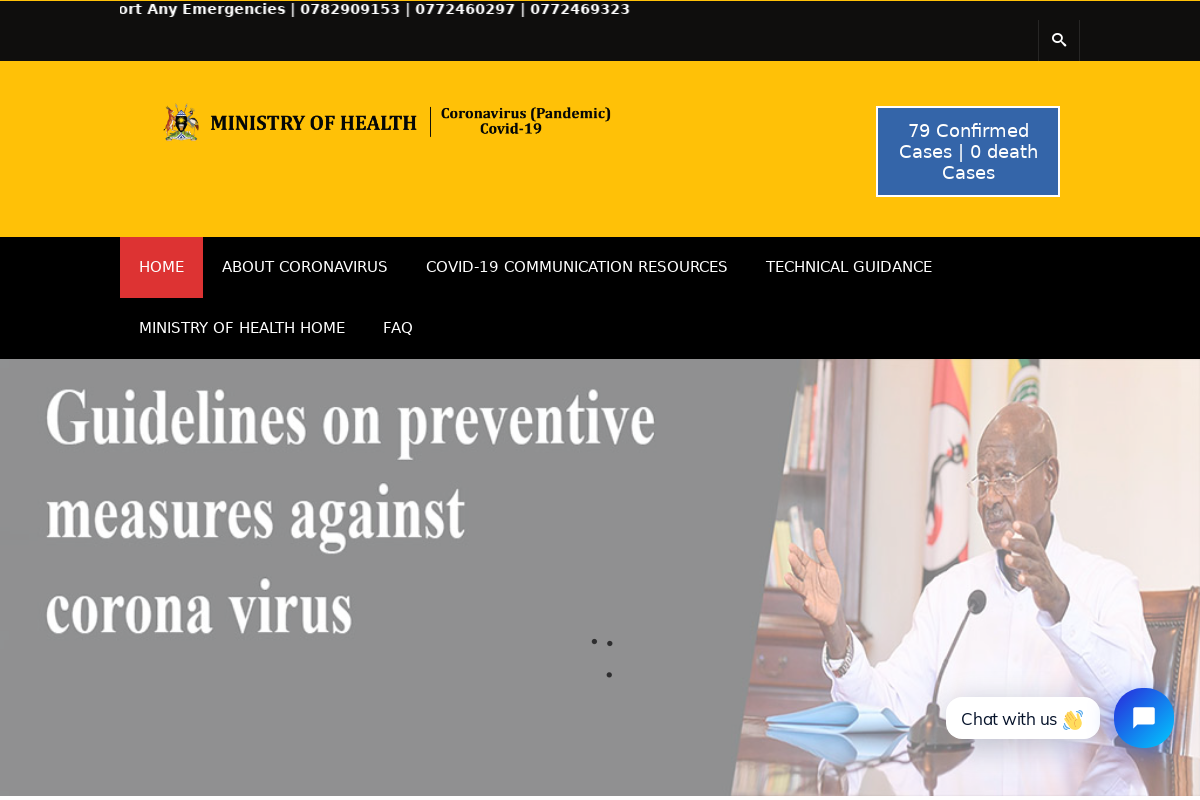 ort Any Emergencies | 0782909153 | 0772460297 | 0772469323
MINISTRY OF HEALTH
Coronavirus (Pandemic)
Covid-19
79 Confirmed
Cases | 0 death
Cases
HOME
ABOUT CORONAVIRUS
COVID-19 COMMUNICATION RESOURCES
TECHNICAL GUIDANCE
MINISTRY OF HEALTH HOME
FAQ
Guidelines on preventive
measures against
corona virus
Chat with us 👋